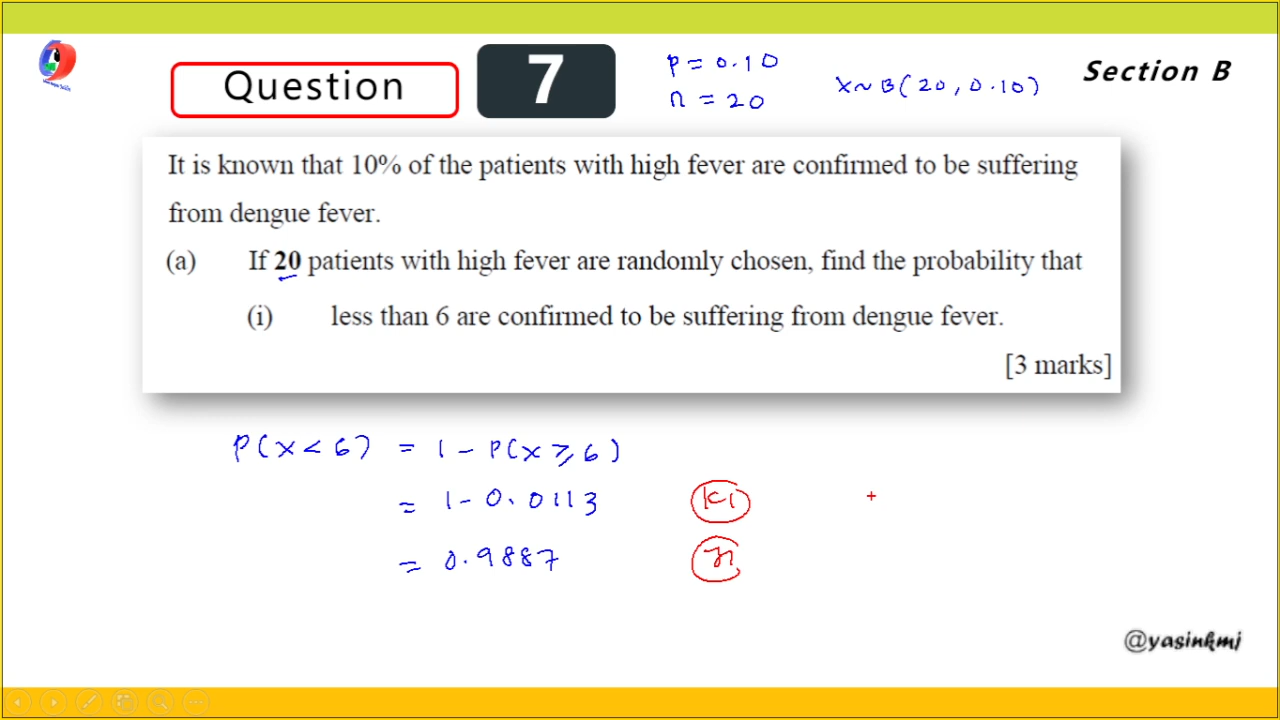 Question
7
P = 0.10
n = 20
X ~ B(20, 0.10)
Section B
It is known that 10% of the patients with high fever are confirmed to be suffering
from dengue fever.
(a) If 20 patients with high fever are randomly chosen, find the probability that
(i) less than 6 are confirmed to be suffering from dengue fever.
[3 marks]
P(X < 6) = 1 - P(X ≥ 6)
= 1 - 0.0113 K1
= 0.9887
@yasinkmj